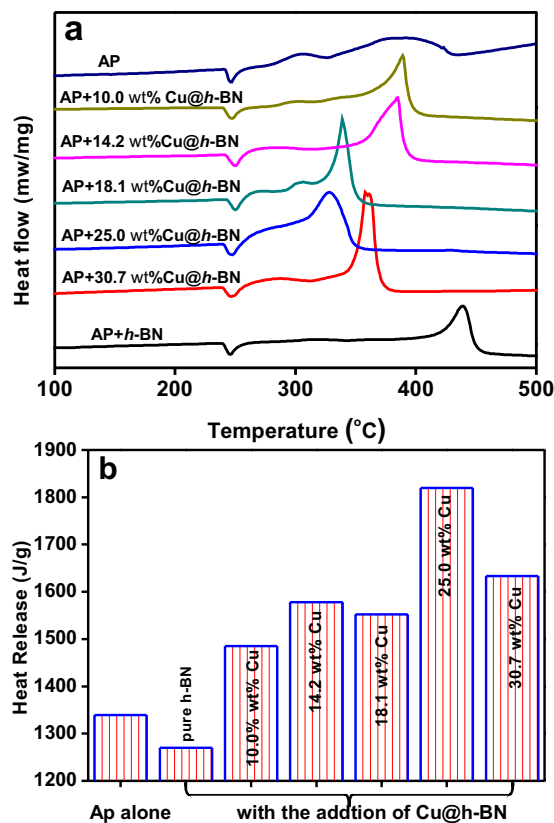 a
AP
AP+10.0 wt% Cu@h-BN
AP+14.2 wt%Cu@h-BN
AP+18.1 wt%Cu@h-BN
AP+25.0 wt%Cu@h-BN
AP+30.7 wt%Cu@h-BN
AP+h-BN
Heat flow (mw/mg)
100 200 300 400 500
Temperature (°C)
b
1900
1800
1700
1600
1500
1400
1300
1200
Heat Release (J/g)
pure h-BN
10.0% wt% Cu
14.2 wt% Cu
18.1 wt% Cu
25.0 wt% Cu
30.7 wt% Cu
Ap alone with the addtion of Cu@h-BN